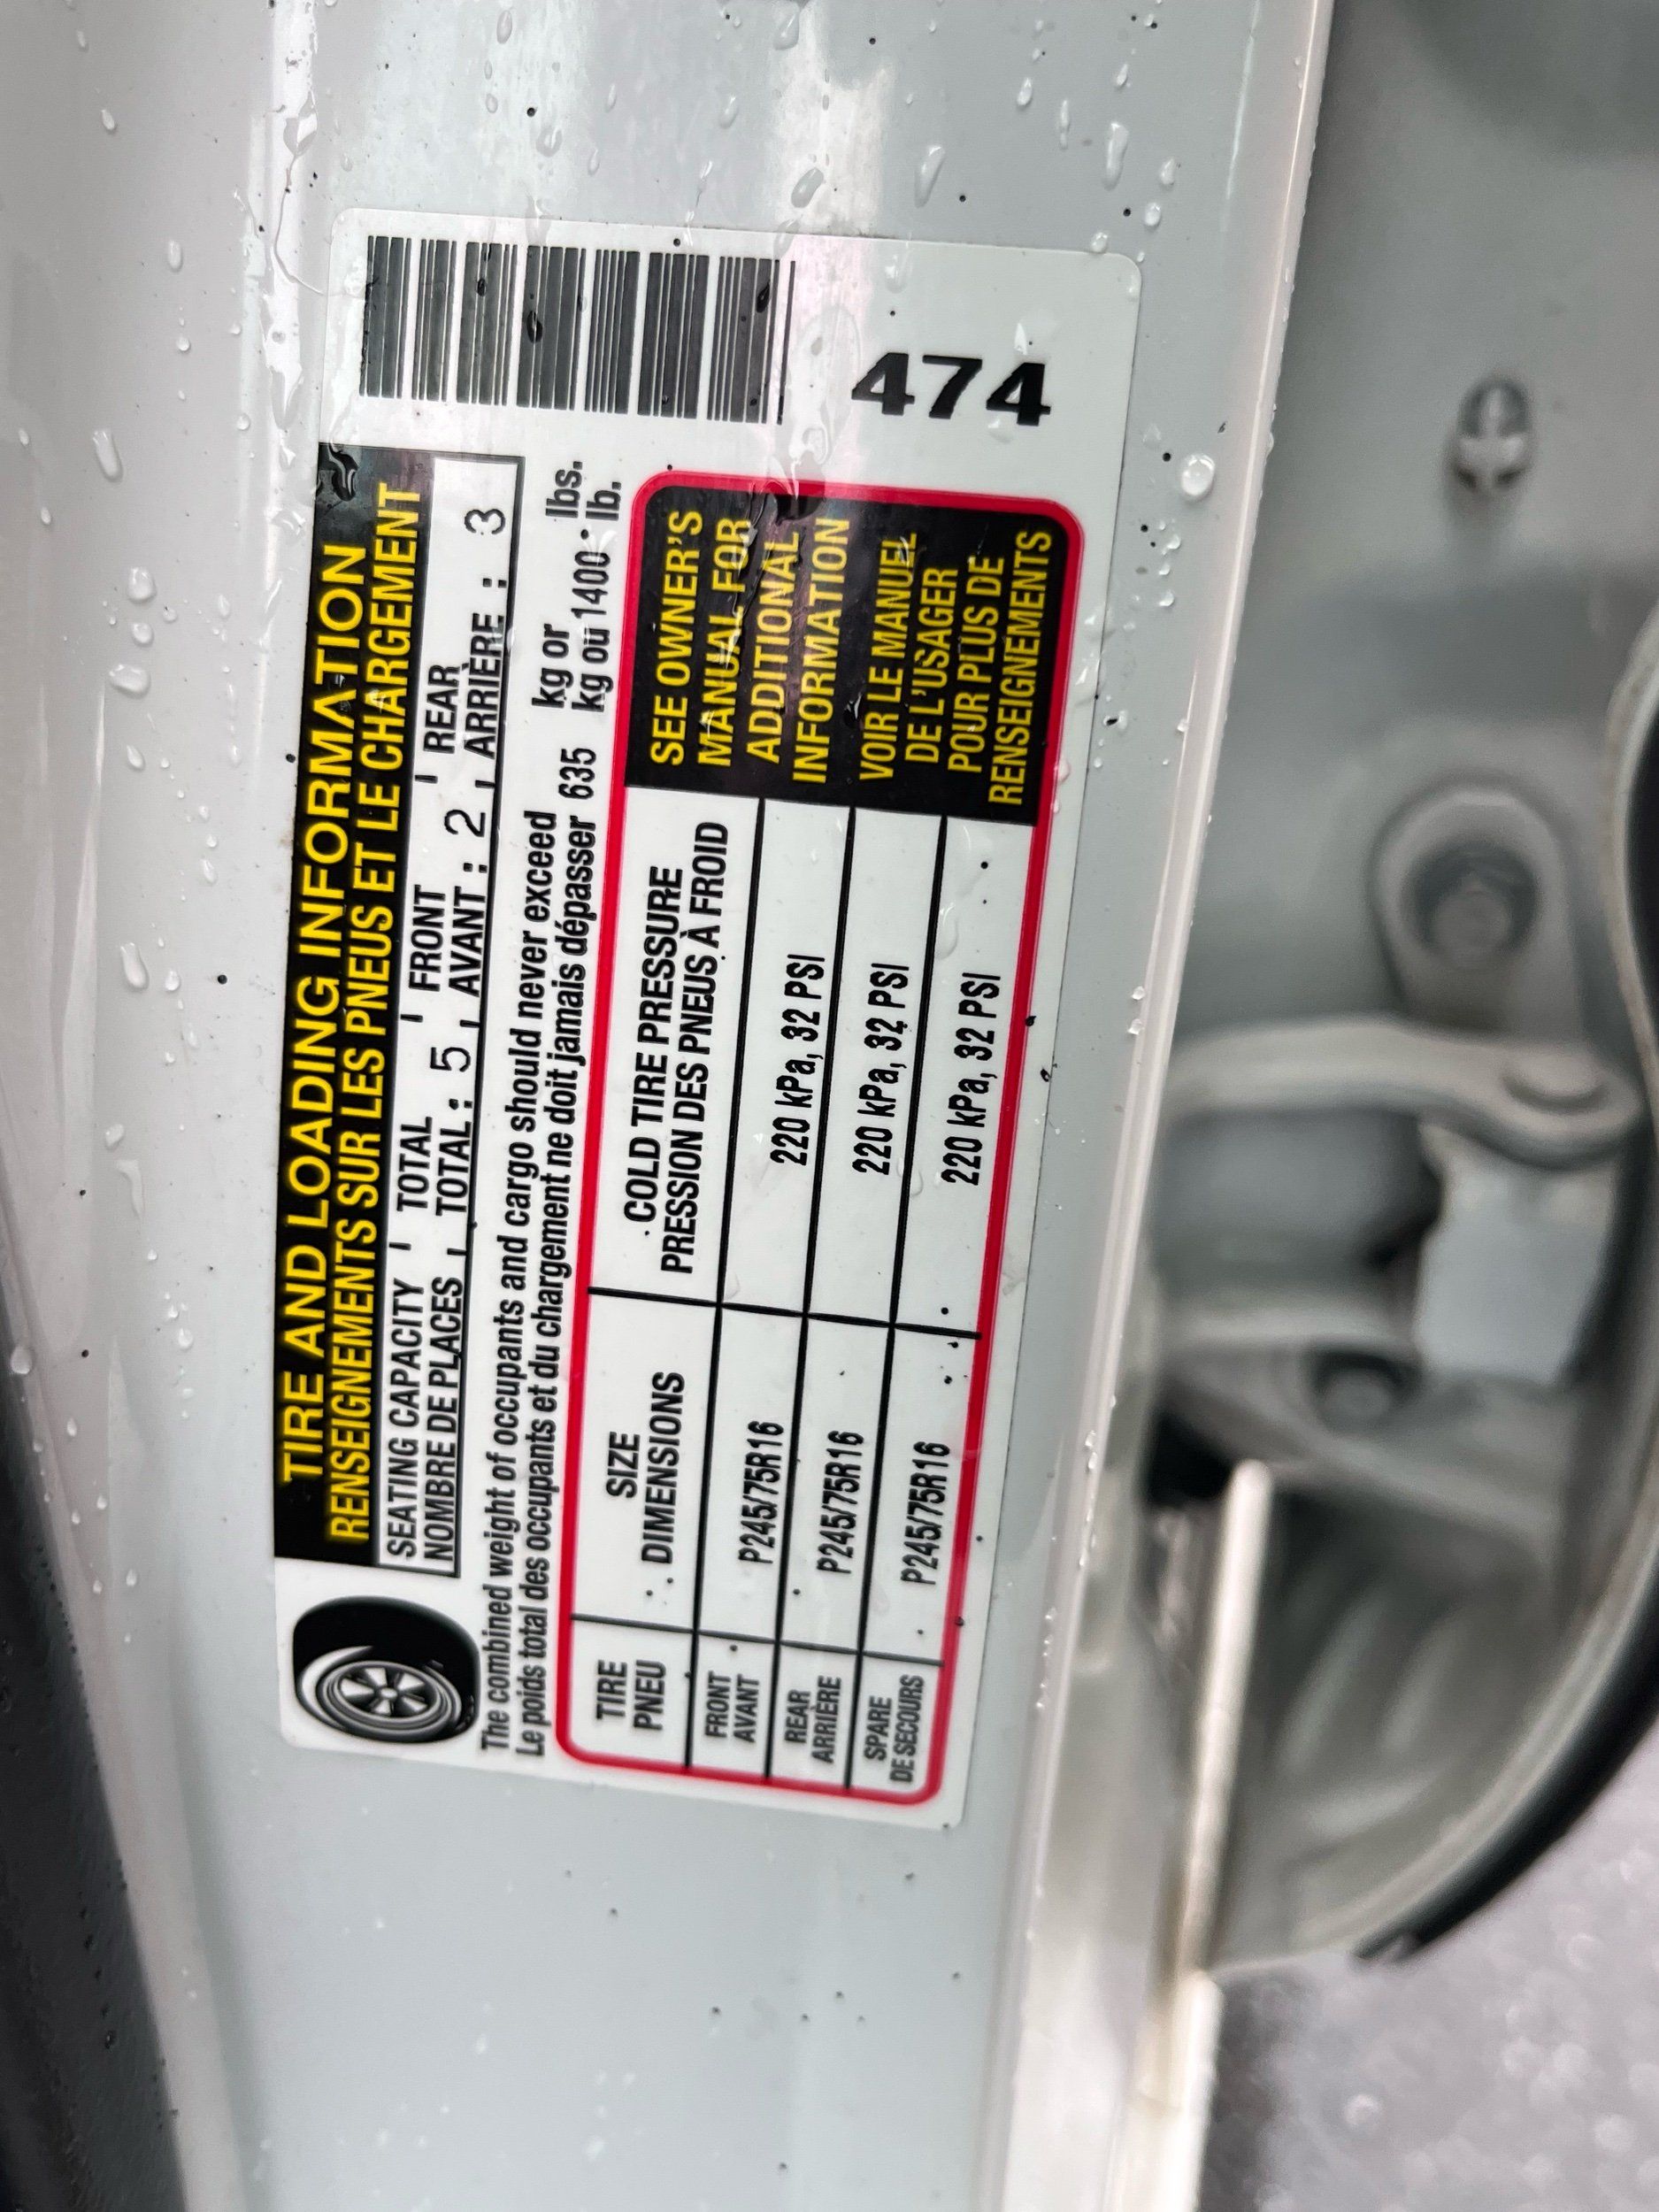 TIRE AND LOADING INFORMATION
RENSEIGNEMENTS SUR LES PNEUS ET LE CHARGEMENT
SEATING CAPACITY TOTAL FRONT REAR
NOMBRE DE PLACES TOTAL : 5 AVANT : 2 ARRIÈRE : 3
The combined weight of occupants and cargo should never exceed kg or lbs.
Le poids total des occupants et du chargement ne doit jamais dépasser 635 kg ou 1400 lb.
TIRE SIZE COLD TIRE PRESSURE
PNEU DIMENSIONS PRESSION DES PNEUS À FROID
FRONT
AVANT P245/75R16 220 kPa, 32 PSI
REAR
ARRIÈRE P245/75R16 220 kPa, 32 PSI
SPARE
DE SECOURS P245/75R16 220 kPa, 32 PSI
SEE OWNER'S
MANUAL FOR
ADDITIONAL
INFORMATION
VOIR LE MANUEL
DE L'USAGER
POUR PLUS DE
RENSEIGNEMENTS
474